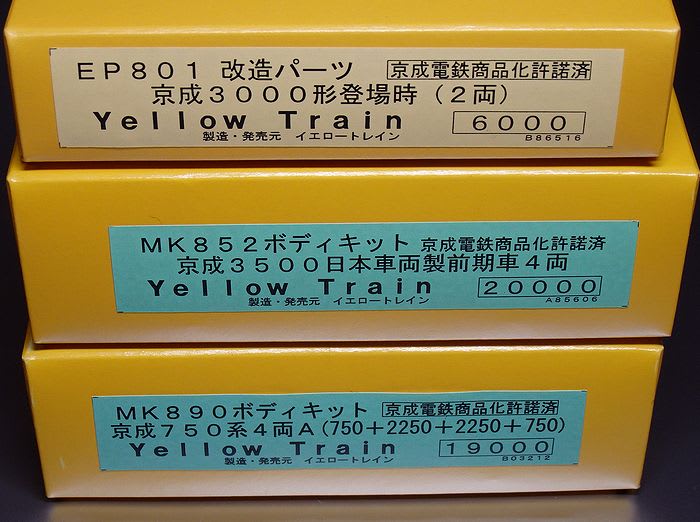 EP801 改造パーツ 京成電鉄商品化許諾済
京成3000形登場時(2両)
Yellow Train 6000
製造・発売元 イエロートレイン B86516
MK852ボディキット 京成電鉄商品化許諾済
京成3500日本車両製前期車4両
Yellow Train 20000
製造・発売元 イエロートレイン A85606
MK890ボディキット 京成電鉄商品化許諾済
京成750系4両A(750+2250+2250+750)
Yellow Train 19000
製造・発売元 イエロートレイン B03212